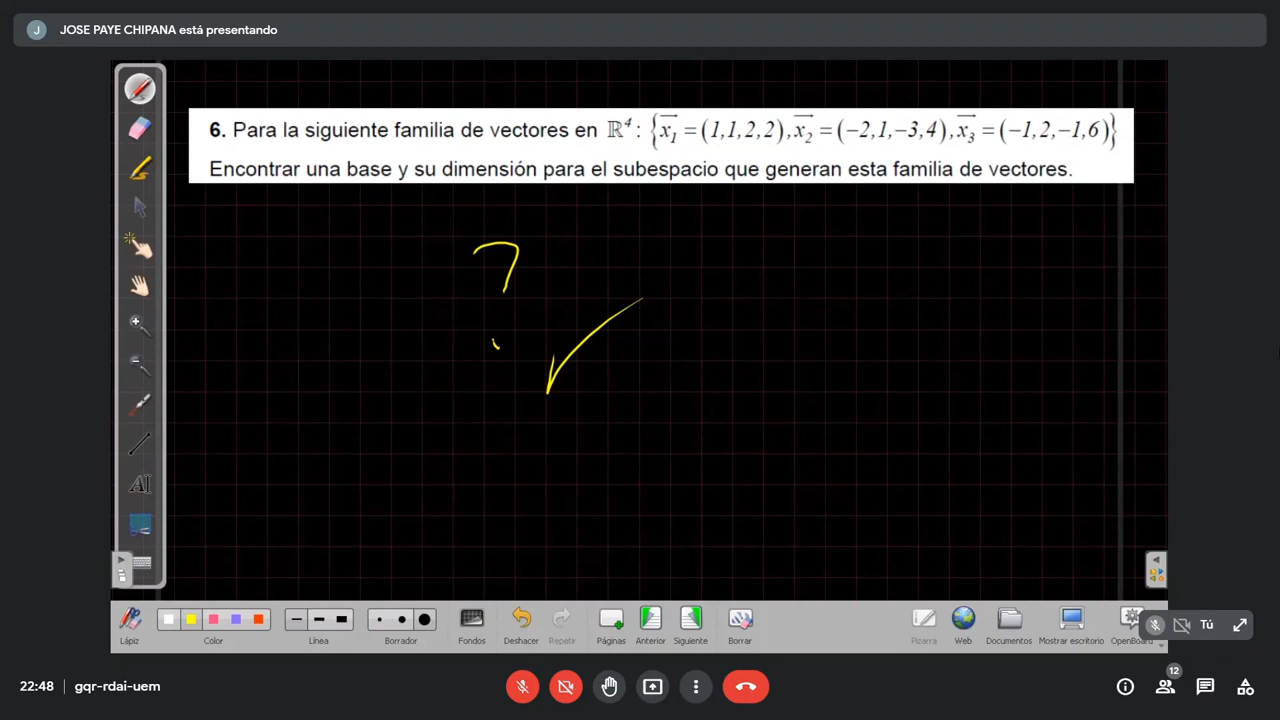 J
JOSE PAYE CHIPANA está presentando
6. Para la siguiente familia de vectores en ℝ⁴ : {x₁⃗ = (1,1,2,2), x₂⃗ = (−2,1,−3,4), x₃⃗ = (−1,2,−1,6)}
Encontrar una base y su dimensión para el subespacio que generan esta familia de vectores.
?
AI
Lápiz
Color
Línea
Borrador
Fondos
Deshacer
Repetir
Páginas
Anterior
Siguiente
Borrar
Pizarra
Web
Documentos
Mostrar escritorio
OpenBoard
Tú
22:48 | gqr-rdai-uem
12